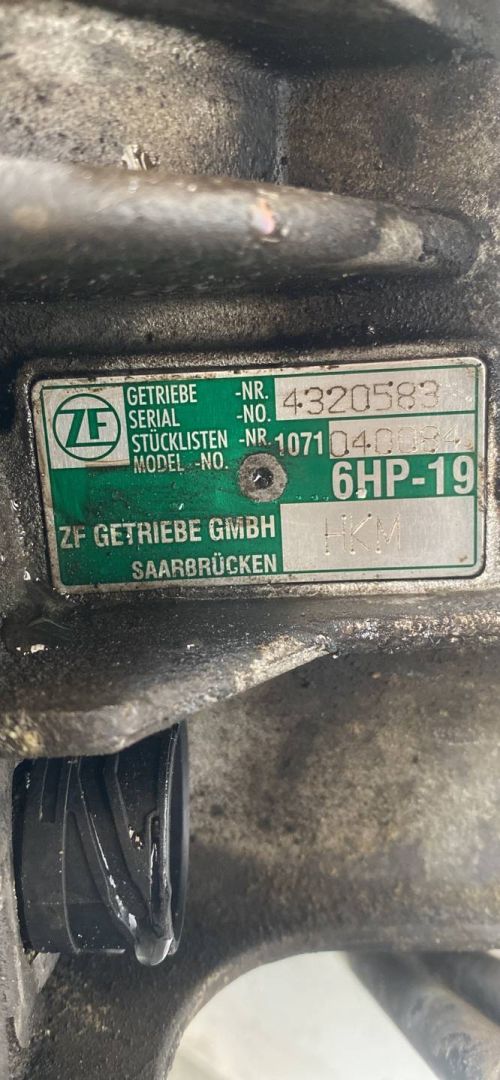 ZF
GETRIEBE -NR. 4320583
SERIAL -NO.
STÜCKLISTEN -NR. 1071 040084
MODEL -NO.
6HP-19
ZF GETRIEBE GMBH HKM
SAARBRÜCKEN